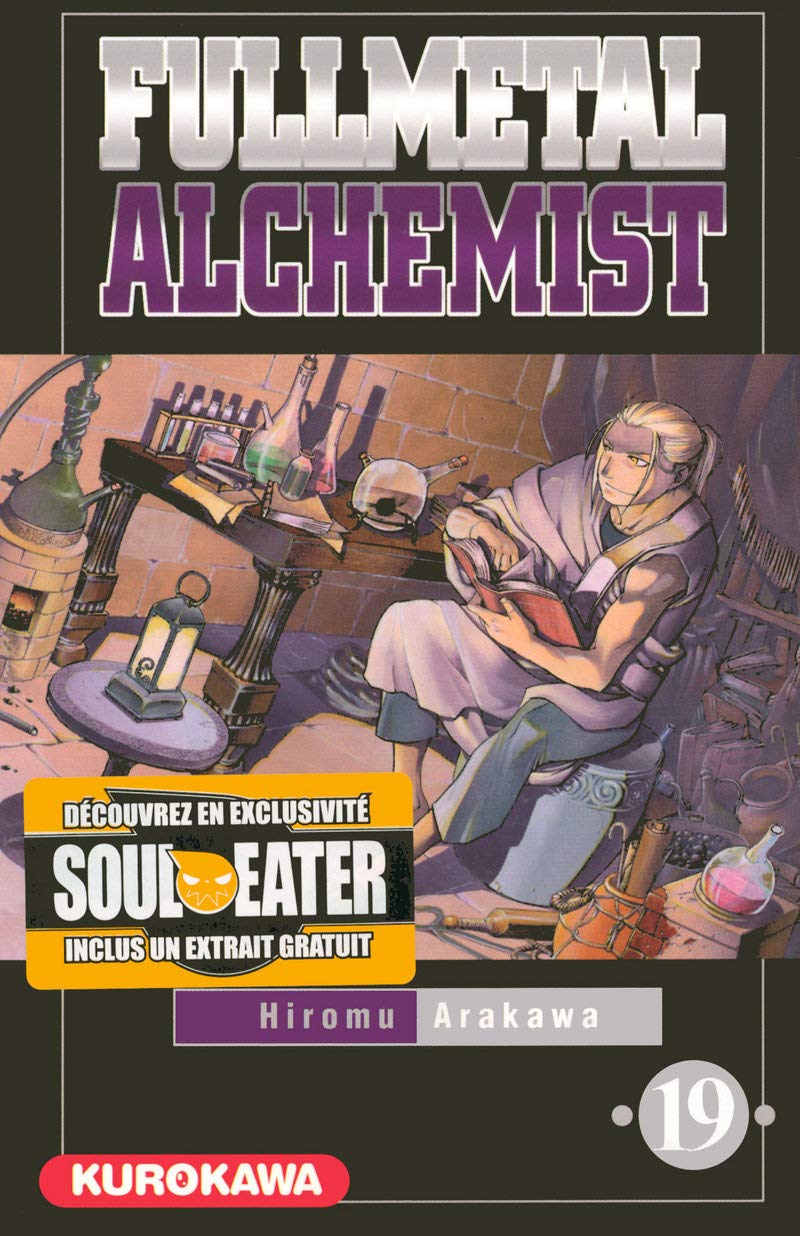 FULLMETAL
ALCHEMIST
DÉCOUVREZ EN EXCLUSIVITÉ
SOUL EATER
INCLUS UN EXTRAIT GRATUIT
Hiromu Arakawa
19
KUROKAWA